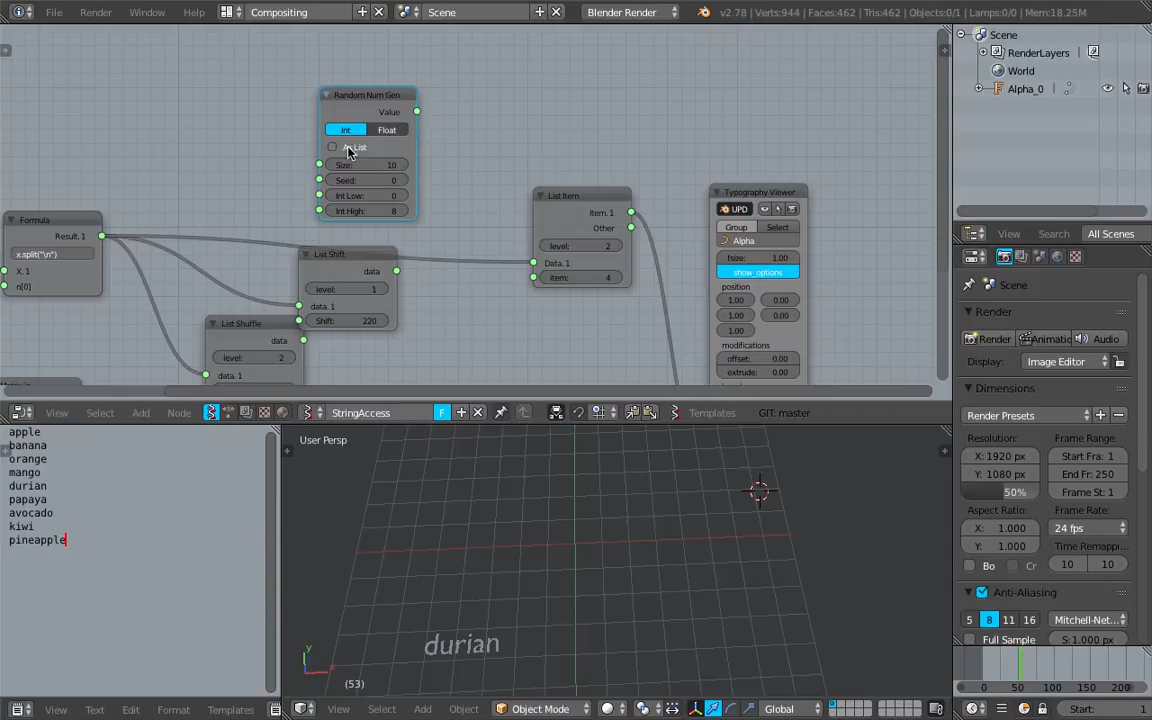 File Render Window Help Compositing Scene Blender Render v2.78 | Verts:944 | Faces:462 | Tris:462 | Objects:0/1 | Lamps:0/0 | Mem:18.25M
Random Num Gen
Value
Int Float
As List
Size: 10
Seed: 0
Int Low: 0
Int High: 8
Formula
Result. 1
x.split("\n")
X. 1
n[0]
List Shift
data
level: 1
data. 1
Shift: 220
List Shuffle
data
level: 2
data. 1
List Item
Item. 1
Other
level: 2
Data. 1
item: 4
Typography Viewer
UPD
Group Select
Alpha
fsize: 1.00
show_options
position
1.00 0.00
1.00 0.00
1.00
modifications
offset: 0.00
extrude: 0.00
View Select Add Node StringAccess F Templates GIT: master
apple
banana
orange
mango
durian
papaya
avocado
kiwi
pineapple
View Text Edit Format Templates
User Persp
durian
y
x
(53)
View Select Add Object Object Mode Global
Scene
RenderLayers
World
Alpha_0
View Search All Scenes
Scene
Render
Render Animatic Audio
Display: Image Editor
Dimensions
Render Presets
Resolution: Frame Range:
X: 1920 px Start Fra: 1
Y: 1080 px End Fr: 250
50% Frame St: 1
Aspect Ratio: Frame Rate:
X: 1.000 24 fps
Y: 1.000 Time Remappi...
Bo Cr 10 10
Anti-Aliasing
5 8 11 16 Mitchell-Net...
Full Sample S: 1.000 px
0 50 100 150 200
Start: 1